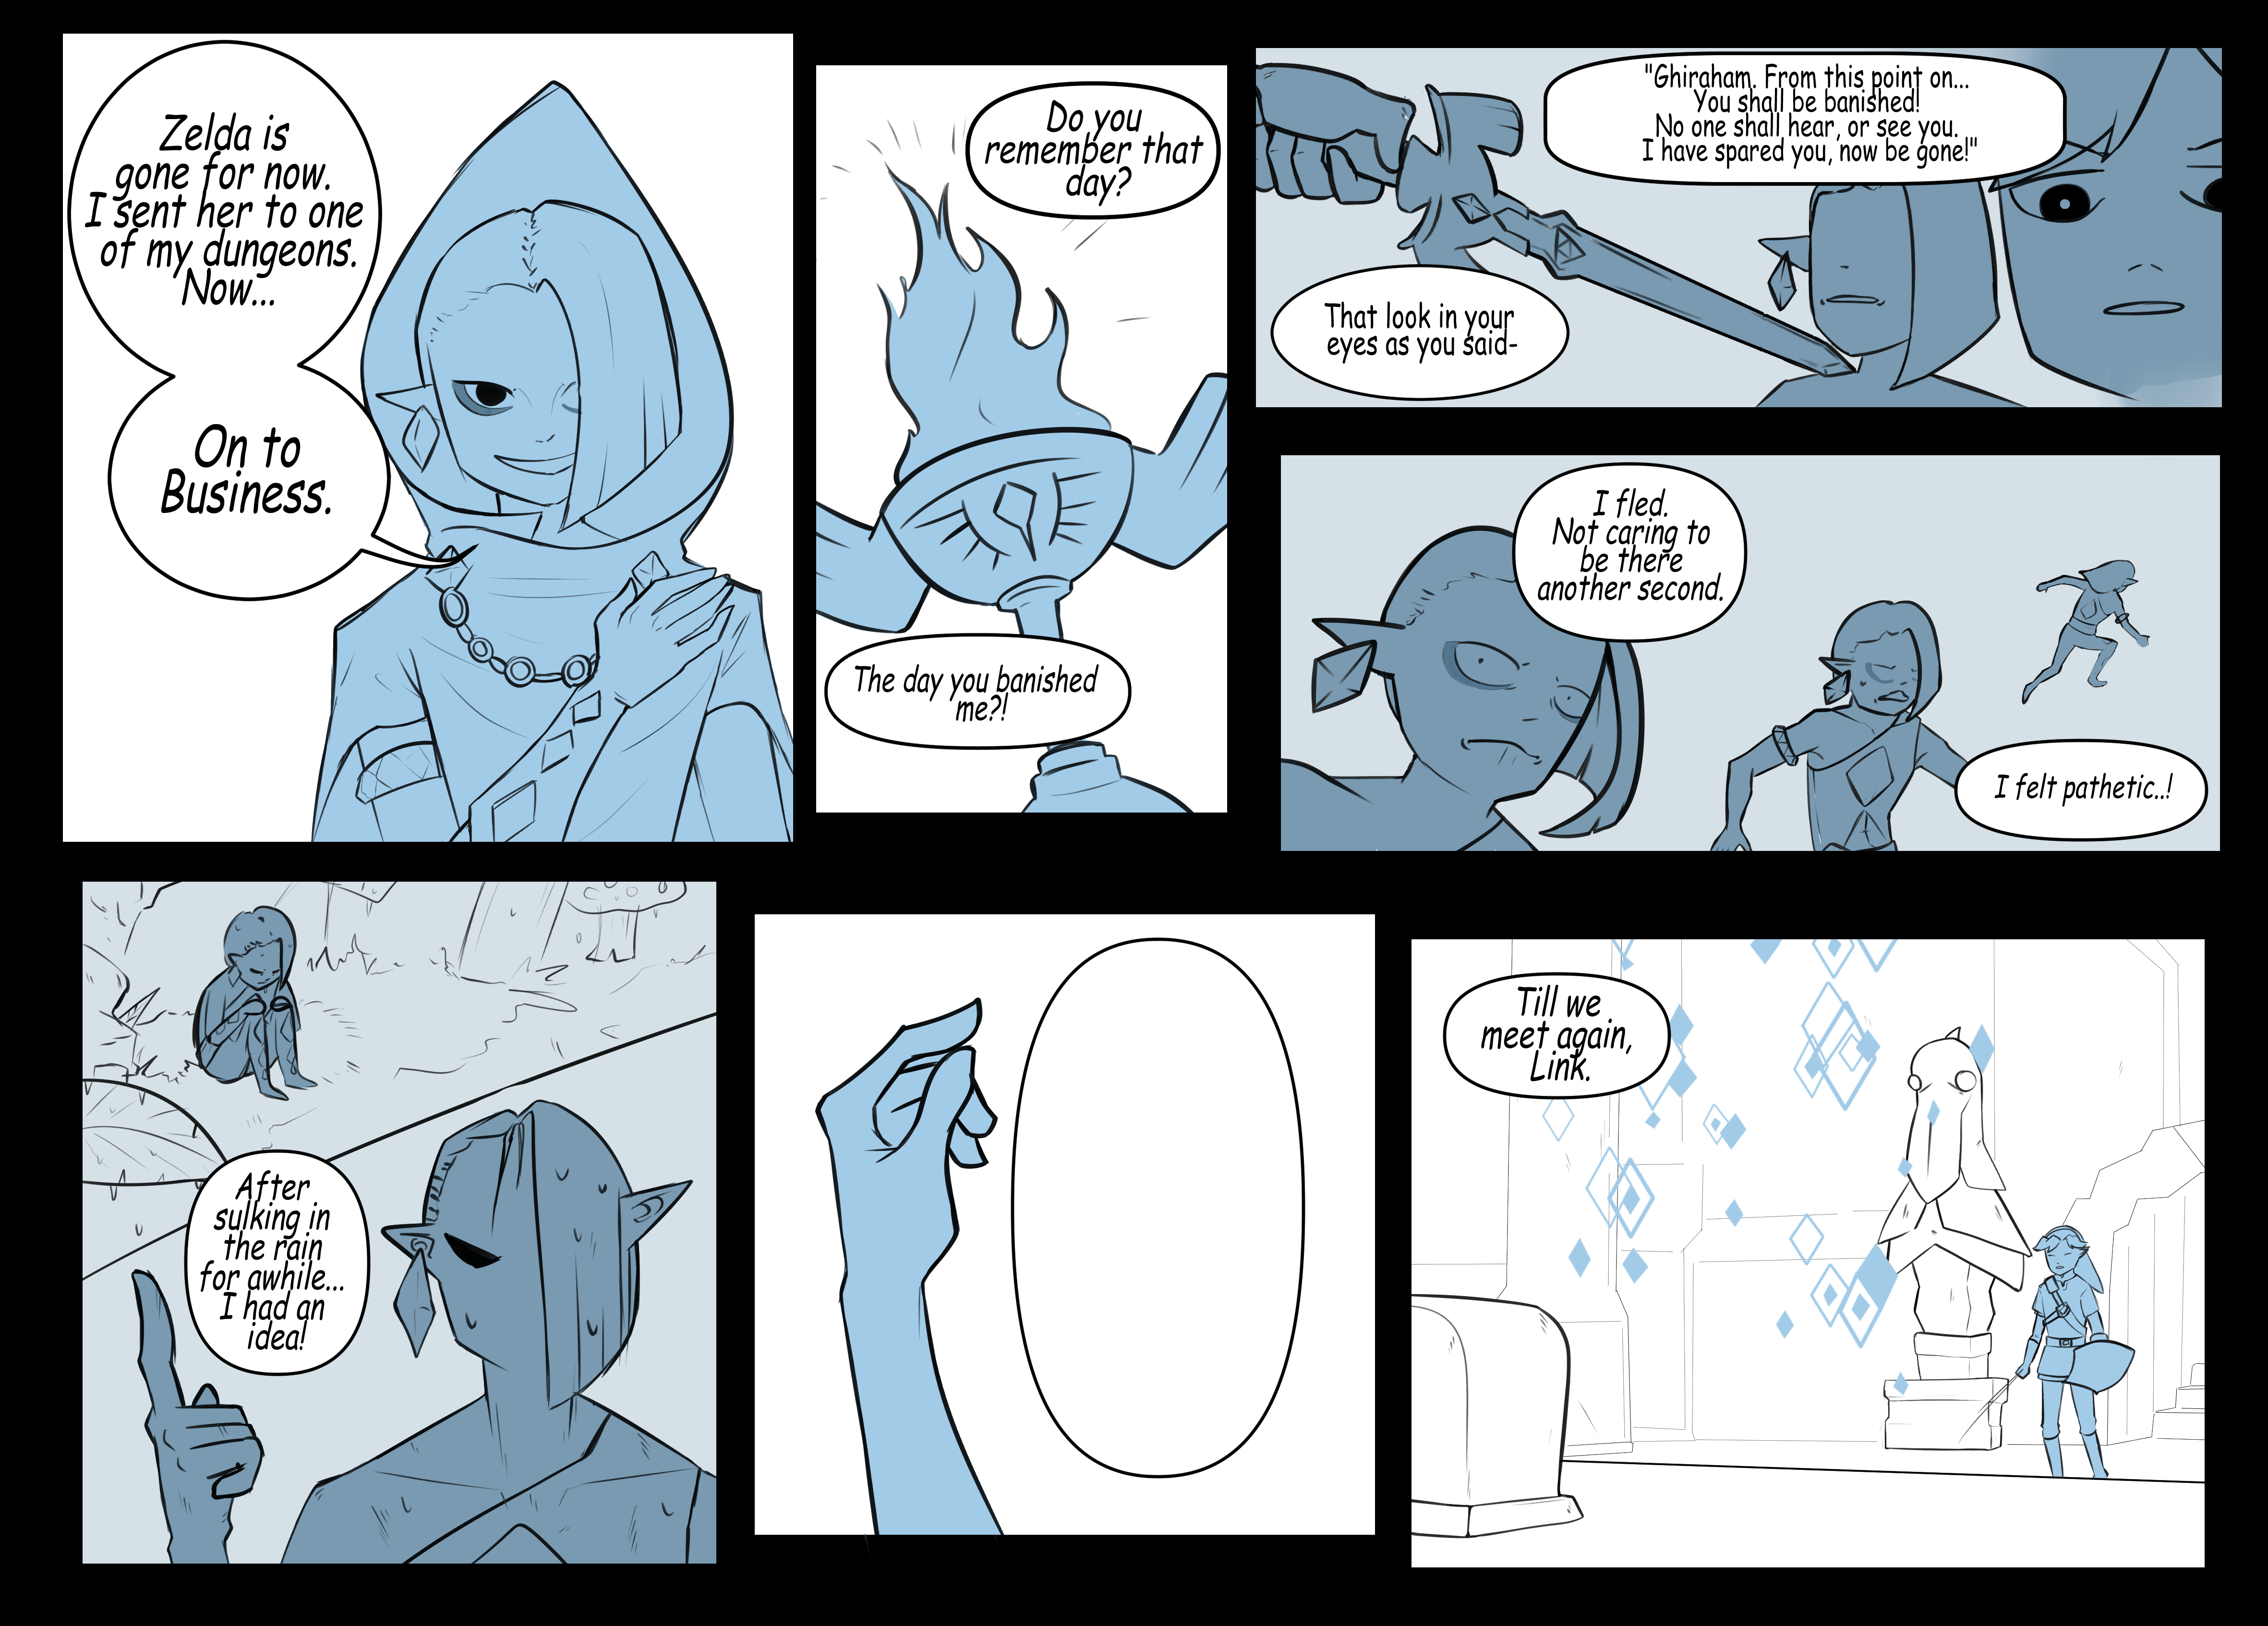 Zelda is
gone for now.
I sent her to one
of my dungeons.
Now...
On to
Business.
Do you
remember that
day?
The day you banished
me?!
"Ghiraham. From this point on...
You shall be banished!
No one shall hear, or see you.
I have spared you, now be gone!"
That look in your
eyes as you said-
I fled.
Not caring to
be there
another second.
I felt pathetic..!
After
sulking in
the rain
for awhile...
I had an
idea!
Till we
meet again,
Link.